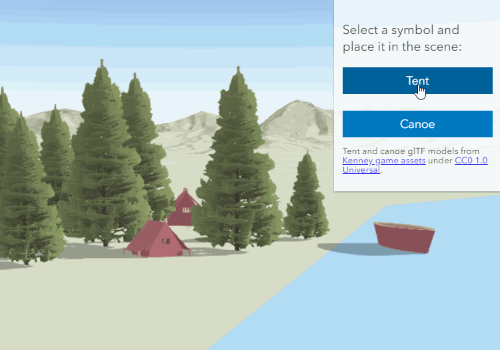 Select a symbol and
place it in the scene:
Tent
Canoe
Tent and canoe glTF models from
Kenney game assets under CC0 1.0
Universal.